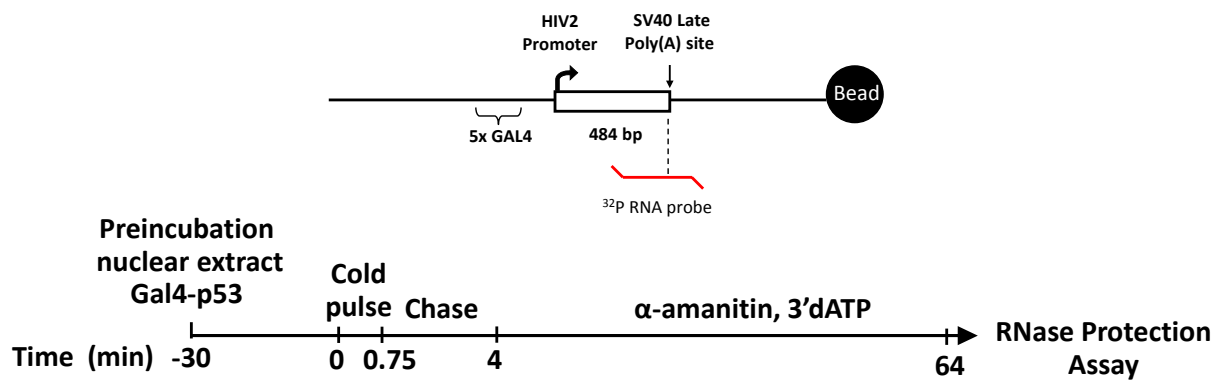 HIV2
Promoter
SV40 Late
Poly(A) site
Bead
5x GAL4
484 bp
³²P RNA probe
Preincubation
nuclear extract
Gal4-p53
Cold
pulse
Chase
α-amanitin, 3'dATP
RNase Protection
Assay
Time (min) -30 0 0.75 4 64